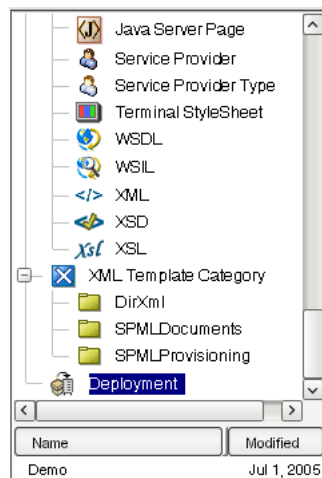 Java Server Page
Service Provider
Service Provider Type
Terminal StyleSheet
WSDL
WSIL
</> XML
XSD
Xsl XSL
XML Template Category
DirXml
SPMLDocuments
SPMLProvisioning
Deployment
Name Modified
Demo Jul 1, 2005